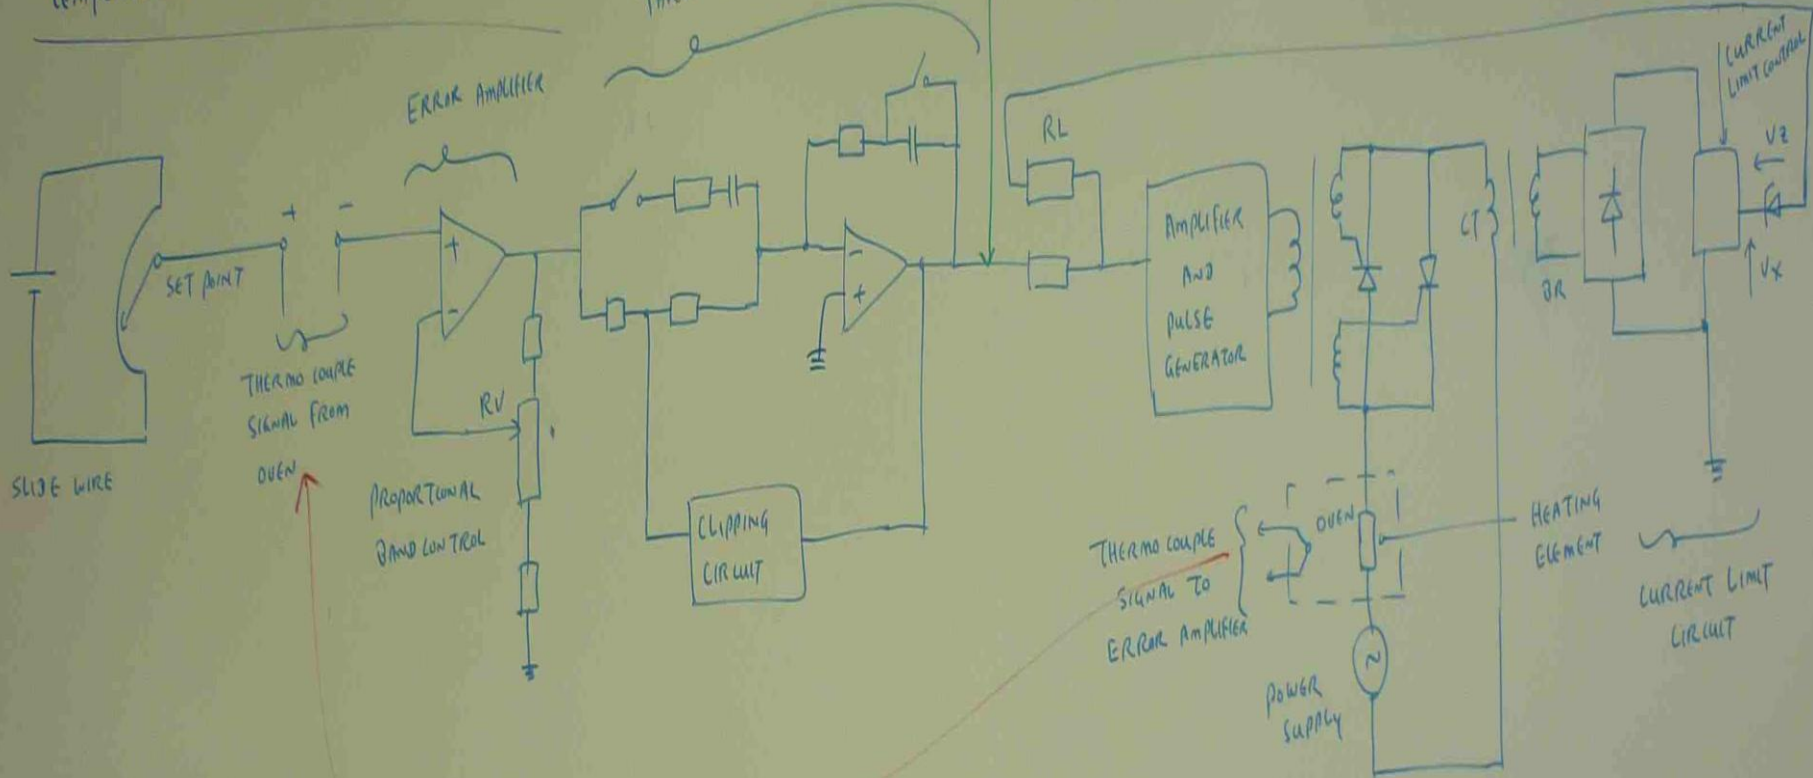 ERROR AMPLIFIER
+
-
SET POINT
THERMO COUPLE
SIGNAL FROM
OVEN
SLIDE WIRE
+
-
RV
PROPORTIONAL
BAND CONTROL
-
+
CLIPPING
CIRCUIT
RL
AMPLIFIER
AND
PULSE
GENERATOR
CT
BR
CURRENT
LIMIT CONTROL
VZ
VX
THERMO COUPLE
SIGNAL TO
ERROR AMPLIFIER
OVEN
HEATING
ELEMENT
POWER
SUPPLY
~
CURRENT LIMIT
CIRCUIT